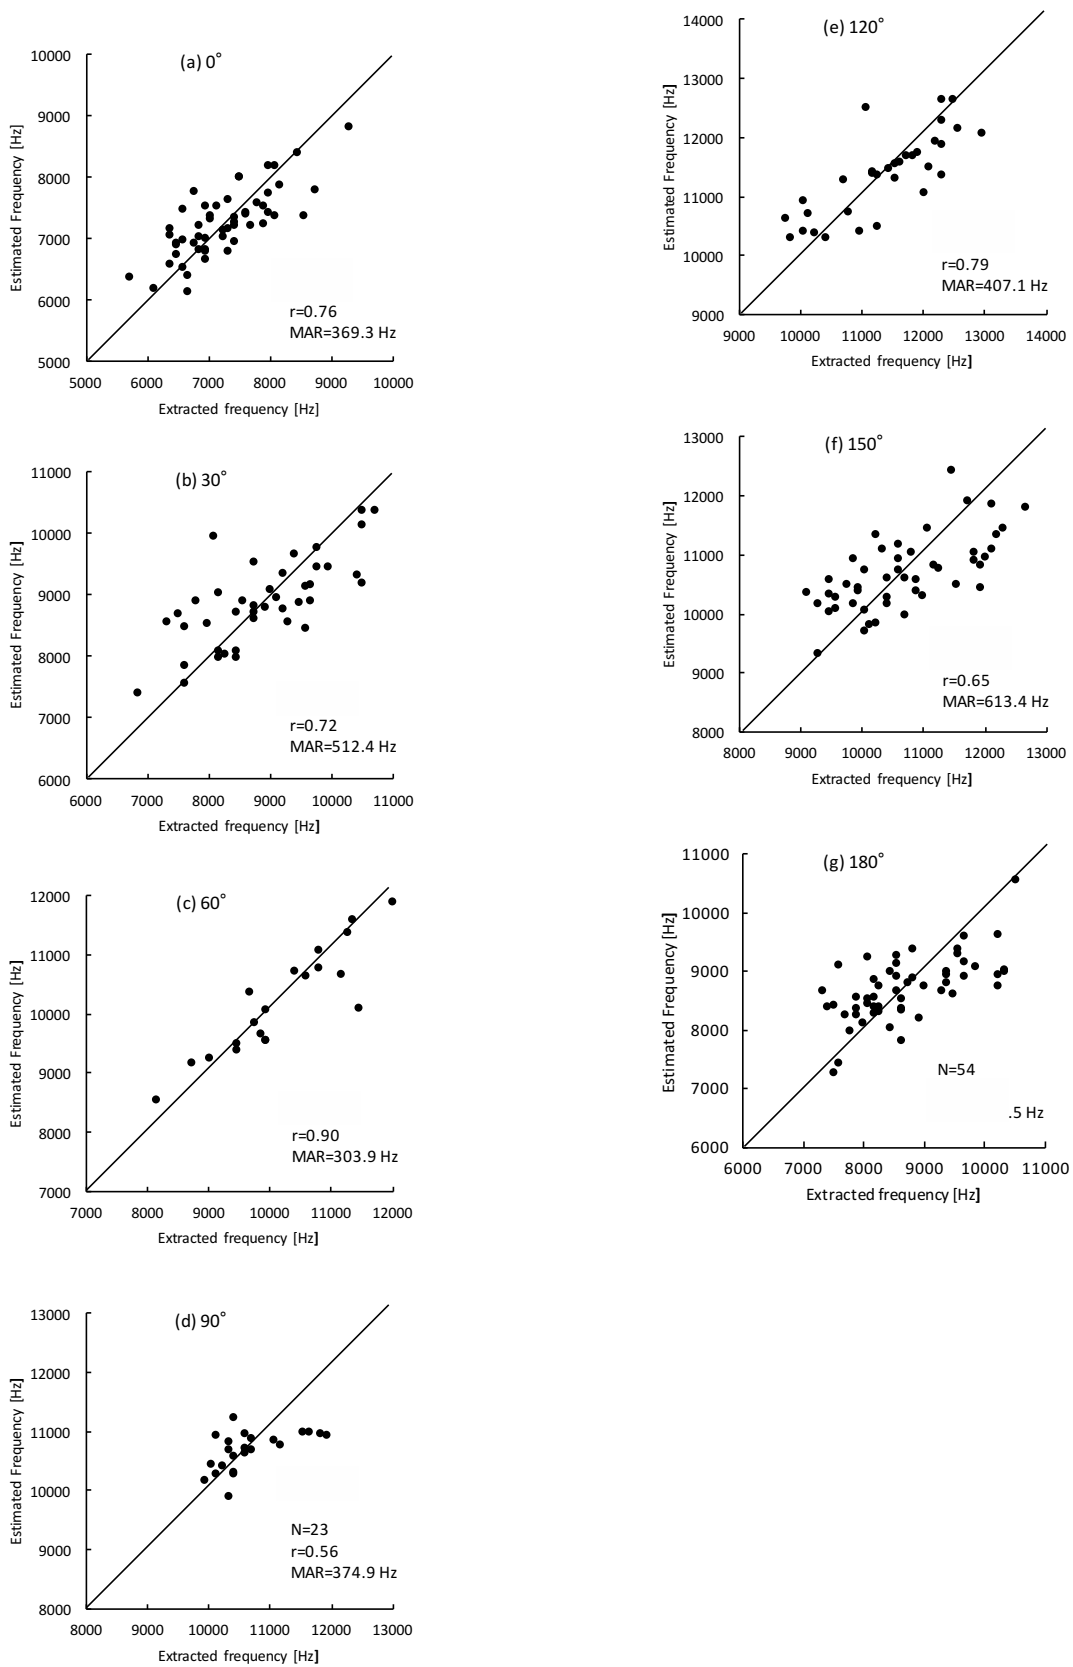 (a) 0°
10000
9000
8000
7000
6000
5000
Estimated Frequency [Hz]
r=0.76
MAR=369.3 Hz
5000 6000 7000 8000 9000 10000
Extracted frequency [Hz]
(b) 30°
11000
10000
9000
8000
7000
6000
Estimated Frequency [Hz]
r=0.72
MAR=512.4 Hz
6000 7000 8000 9000 10000 11000
Extracted frequency [Hz]
(c) 60°
12000
11000
10000
9000
8000
7000
Estimated Frequency [Hz]
r=0.90
MAR=303.9 Hz
7000 8000 9000 10000 11000 12000
Extracted frequency [Hz]
(d) 90°
13000
12000
11000
10000
9000
8000
Estimated Frequency [Hz]
N=23
r=0.56
MAR=374.9 Hz
8000 9000 10000 11000 12000 13000
Extracted frequency [Hz]
(e) 120°
14000
13000
12000
11000
10000
9000
Estimated Frequency [Hz]
r=0.79
MAR=407.1 Hz
9000 10000 11000 12000 13000 14000
Extracted frequency [Hz]
(f) 150°
13000
12000
11000
10000
9000
8000
Estimated Frequency [Hz]
r=0.65
MAR=613.4 Hz
8000 9000 10000 11000 12000 13000
Extracted frequency [Hz]
(g) 180°
11000
10000
9000
8000
7000
6000
Estimated Frequency [Hz]
N=54
.5 Hz
6000 7000 8000 9000 10000 11000
Extracted frequency [Hz]